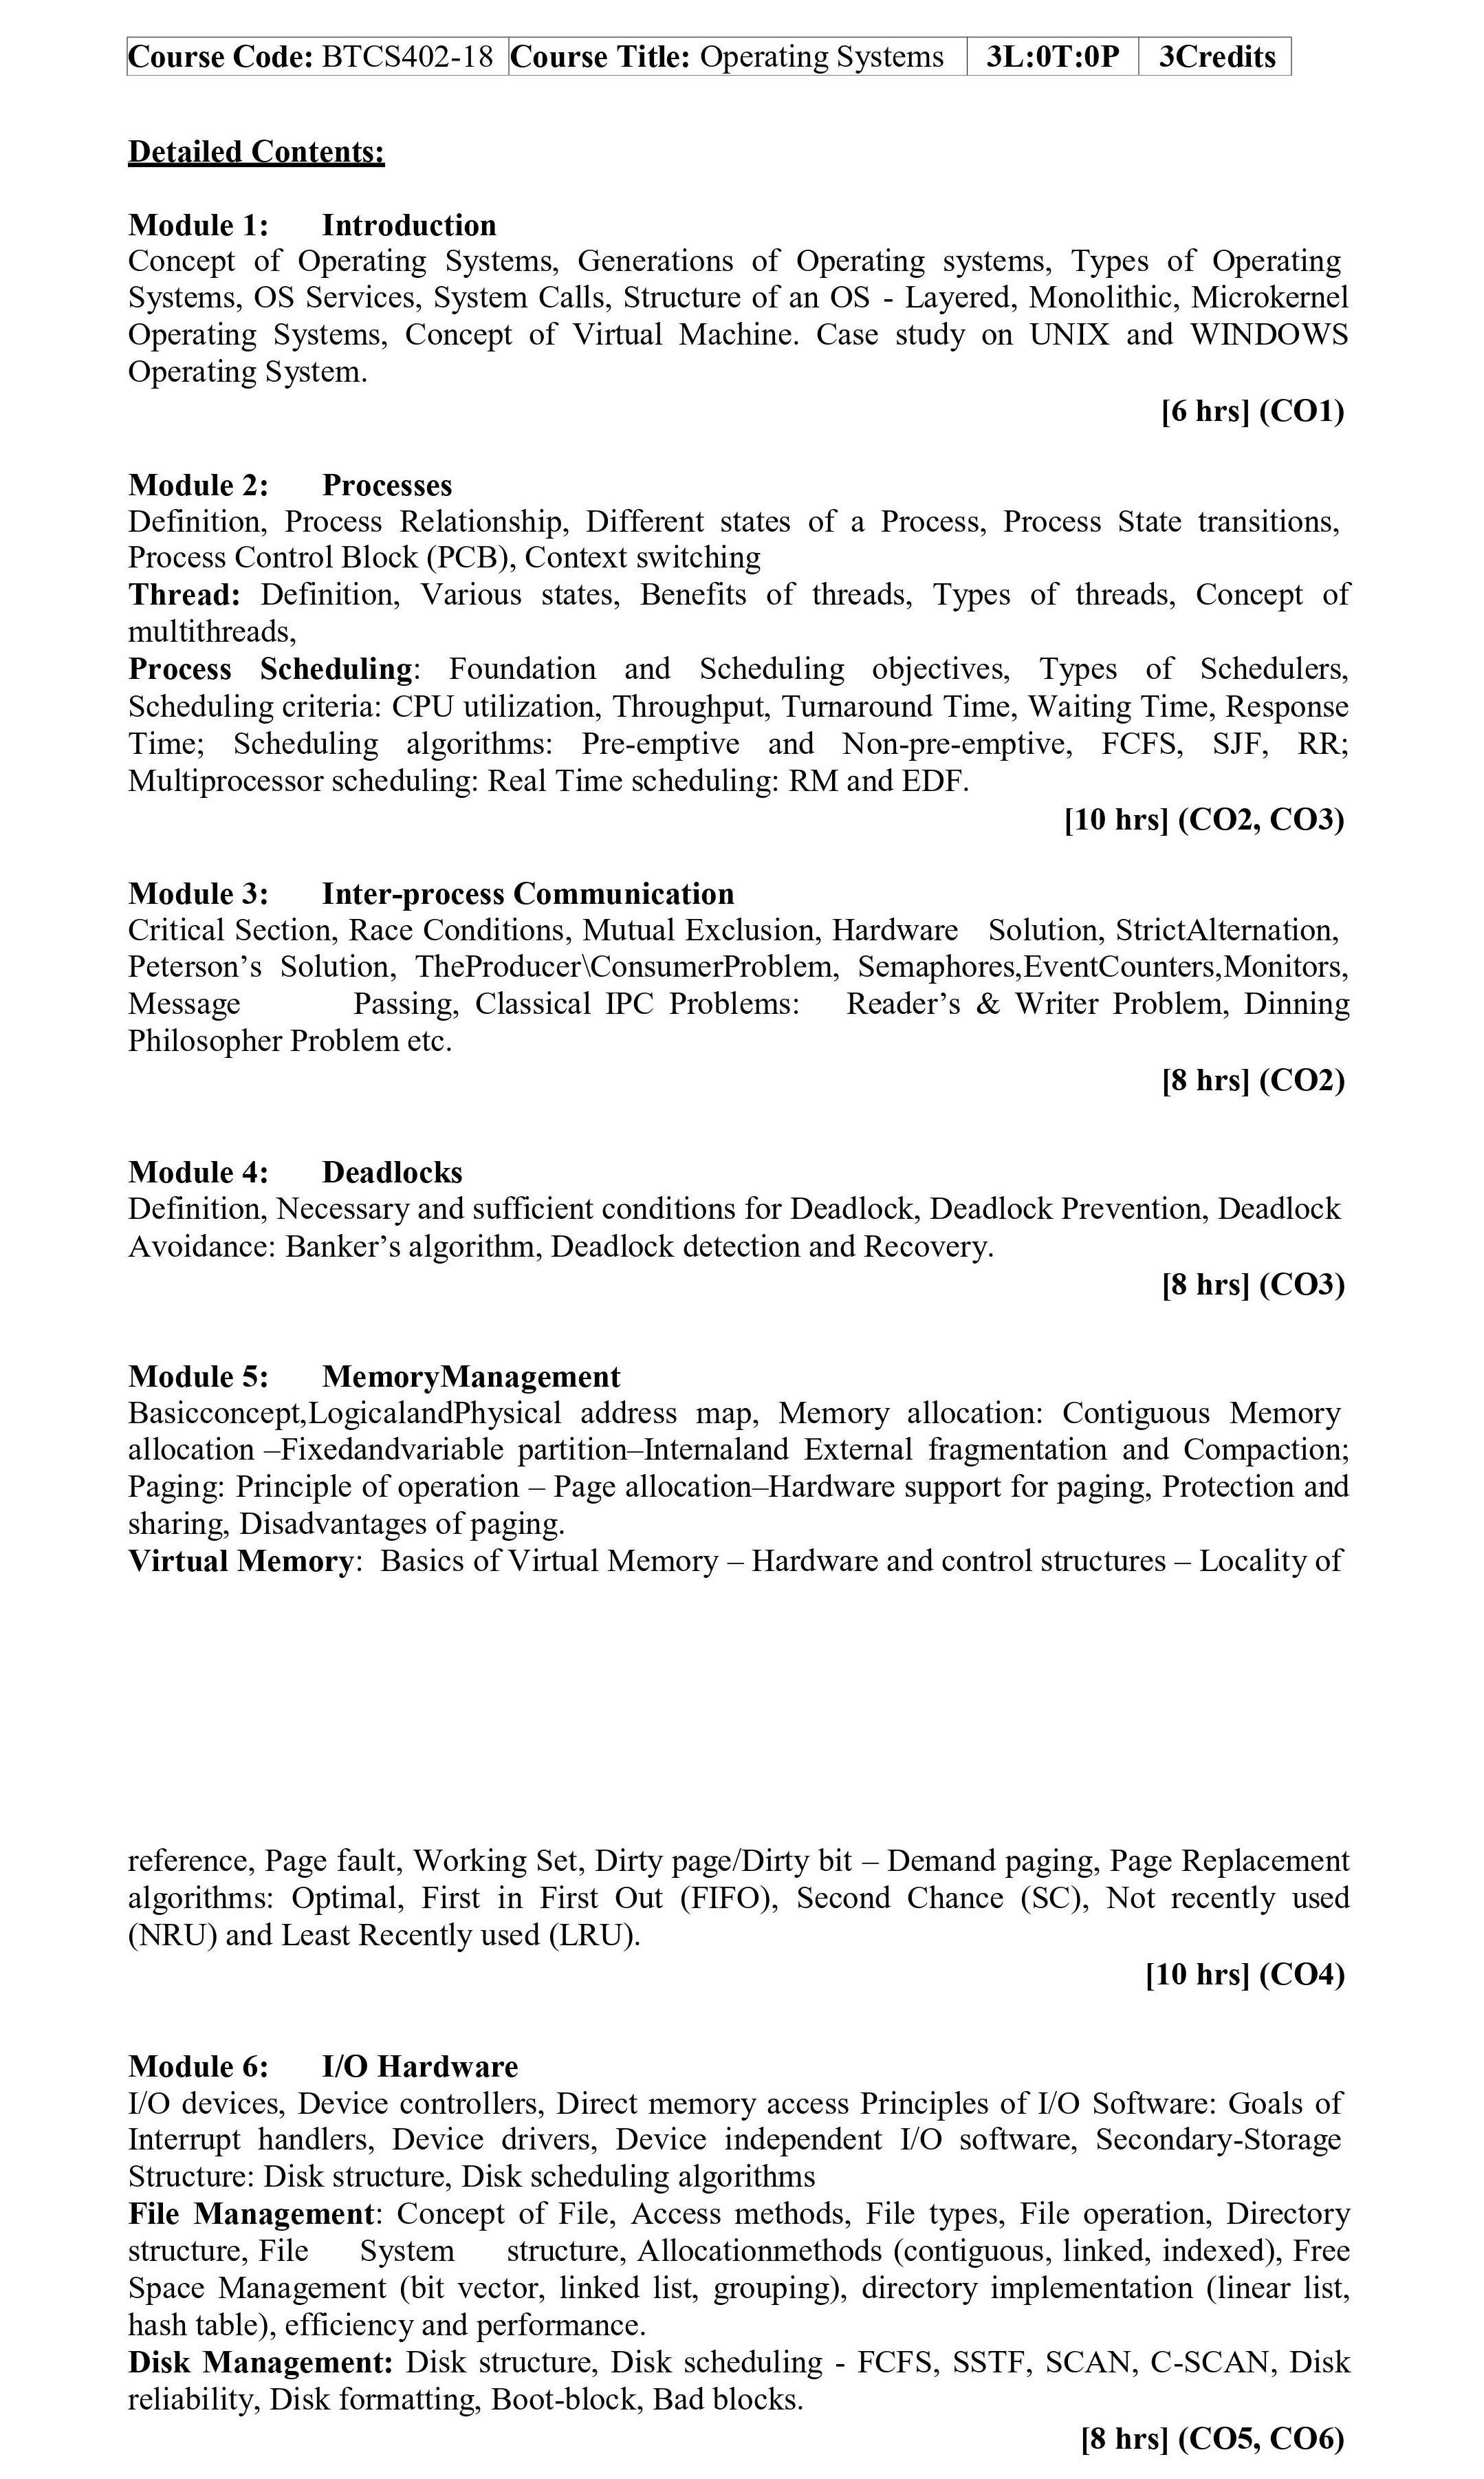 Course Code: BTCS402-18 Course Title: Operating Systems 3L:0T:0P 3Credits
Detailed Contents:
Module 1: Introduction
Concept of Operating Systems, Generations of Operating systems, Types of Operating
Systems, OS Services, System Calls, Structure of an OS - Layered, Monolithic, Microkernel
Operating Systems, Concept of Virtual Machine. Case study on UNIX and WINDOWS
Operating System.
[6 hrs] (CO1)
Module 2: Processes
Definition, Process Relationship, Different states of a Process, Process State transitions,
Process Control Block (PCB), Context switching
Thread: Definition, Various states, Benefits of threads, Types of threads, Concept of
multithreads,
Process Scheduling: Foundation and Scheduling objectives, Types of Schedulers,
Scheduling criteria: CPU utilization, Throughput, Turnaround Time, Waiting Time, Response
Time; Scheduling algorithms: Pre-emptive and Non-pre-emptive, FCFS, SJF, RR;
Multiprocessor scheduling: Real Time scheduling: RM and EDF.
[10 hrs] (CO2, CO3)
Module 3: Inter-process Communication
Critical Section, Race Conditions, Mutual Exclusion, Hardware Solution, StrictAlternation,
Peterson’s Solution, TheProducer\ConsumerProblem, Semaphores,EventCounters,Monitors,
Message Passing, Classical IPC Problems: Reader’s & Writer Problem, Dinning
Philosopher Problem etc.
[8 hrs] (CO2)
Module 4: Deadlocks
Definition, Necessary and sufficient conditions for Deadlock, Deadlock Prevention, Deadlock
Avoidance: Banker’s algorithm, Deadlock detection and Recovery.
[8 hrs] (CO3)
Module 5: MemoryManagement
Basicconcept,LogicalandPhysical address map, Memory allocation: Contiguous Memory
allocation –Fixedandvariable partition–Internaland External fragmentation and Compaction;
Paging: Principle of operation – Page allocation–Hardware support for paging, Protection and
sharing, Disadvantages of paging.
Virtual Memory: Basics of Virtual Memory – Hardware and control structures – Locality of
reference, Page fault, Working Set, Dirty page/Dirty bit – Demand paging, Page Replacement
algorithms: Optimal, First in First Out (FIFO), Second Chance (SC), Not recently used
(NRU) and Least Recently used (LRU).
[10 hrs] (CO4)
Module 6: I/O Hardware
I/O devices, Device controllers, Direct memory access Principles of I/O Software: Goals of
Interrupt handlers, Device drivers, Device independent I/O software, Secondary-Storage
Structure: Disk structure, Disk scheduling algorithms
File Management: Concept of File, Access methods, File types, File operation, Directory
structure, File System structure, Allocationmethods (contiguous, linked, indexed), Free
Space Management (bit vector, linked list, grouping), directory implementation (linear list,
hash table), efficiency and performance.
Disk Management: Disk structure, Disk scheduling - FCFS, SSTF, SCAN, C-SCAN, Disk
reliability, Disk formatting, Boot-block, Bad blocks.
[8 hrs] (CO5, CO6)